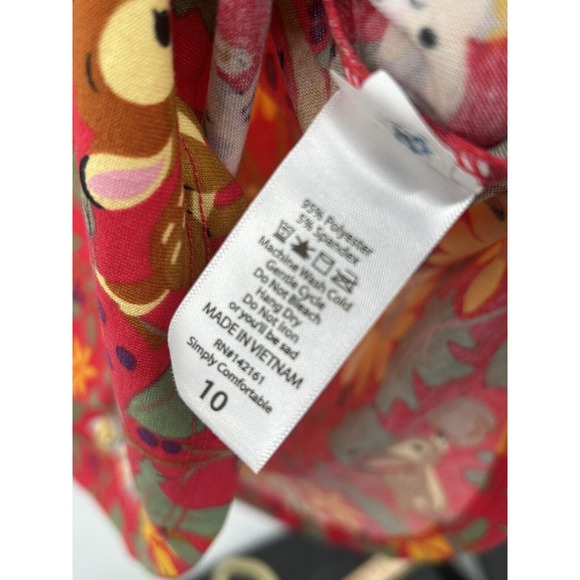 95% Polyester
5% Spandex
Machine Wash Cold
Gentle Cycle
Do Not Bleach
Hang Dry
Do Not Iron
or you'll be sad
MADE IN VIETNAM
RN#142161
Simply Comfortable
10